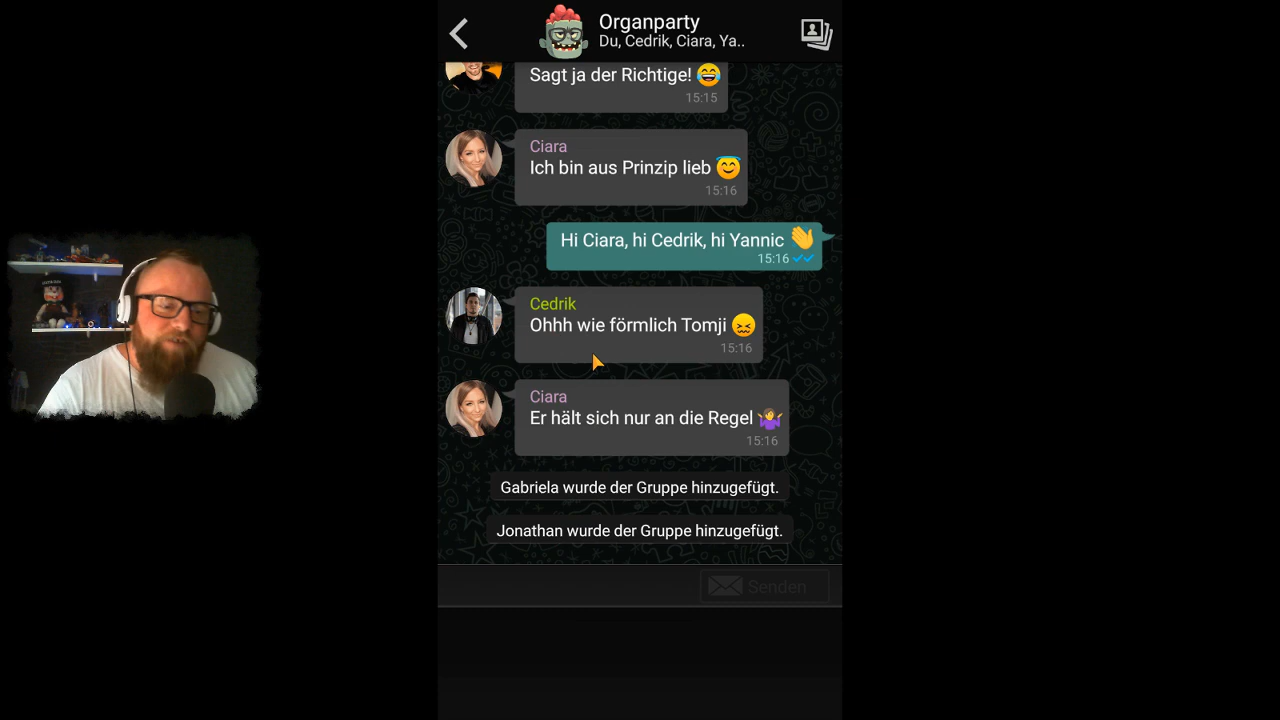 Organparty
Du, Cedrik, Ciara, Ya..
Sagt ja der Richtige! 😂
15:15
Ciara
Ich bin aus Prinzip lieb 😇
15:16
Hi Ciara, hi Cedrik, hi Yannic 👋
15:16
Cedrik
Ohhh wie förmlich Tomji 😖
15:16
Ciara
Er hält sich nur an die Regel 🤷‍♀️
15:16
Gabriela wurde der Gruppe hinzugefügt.
Jonathan wurde der Gruppe hinzugefügt.
Senden